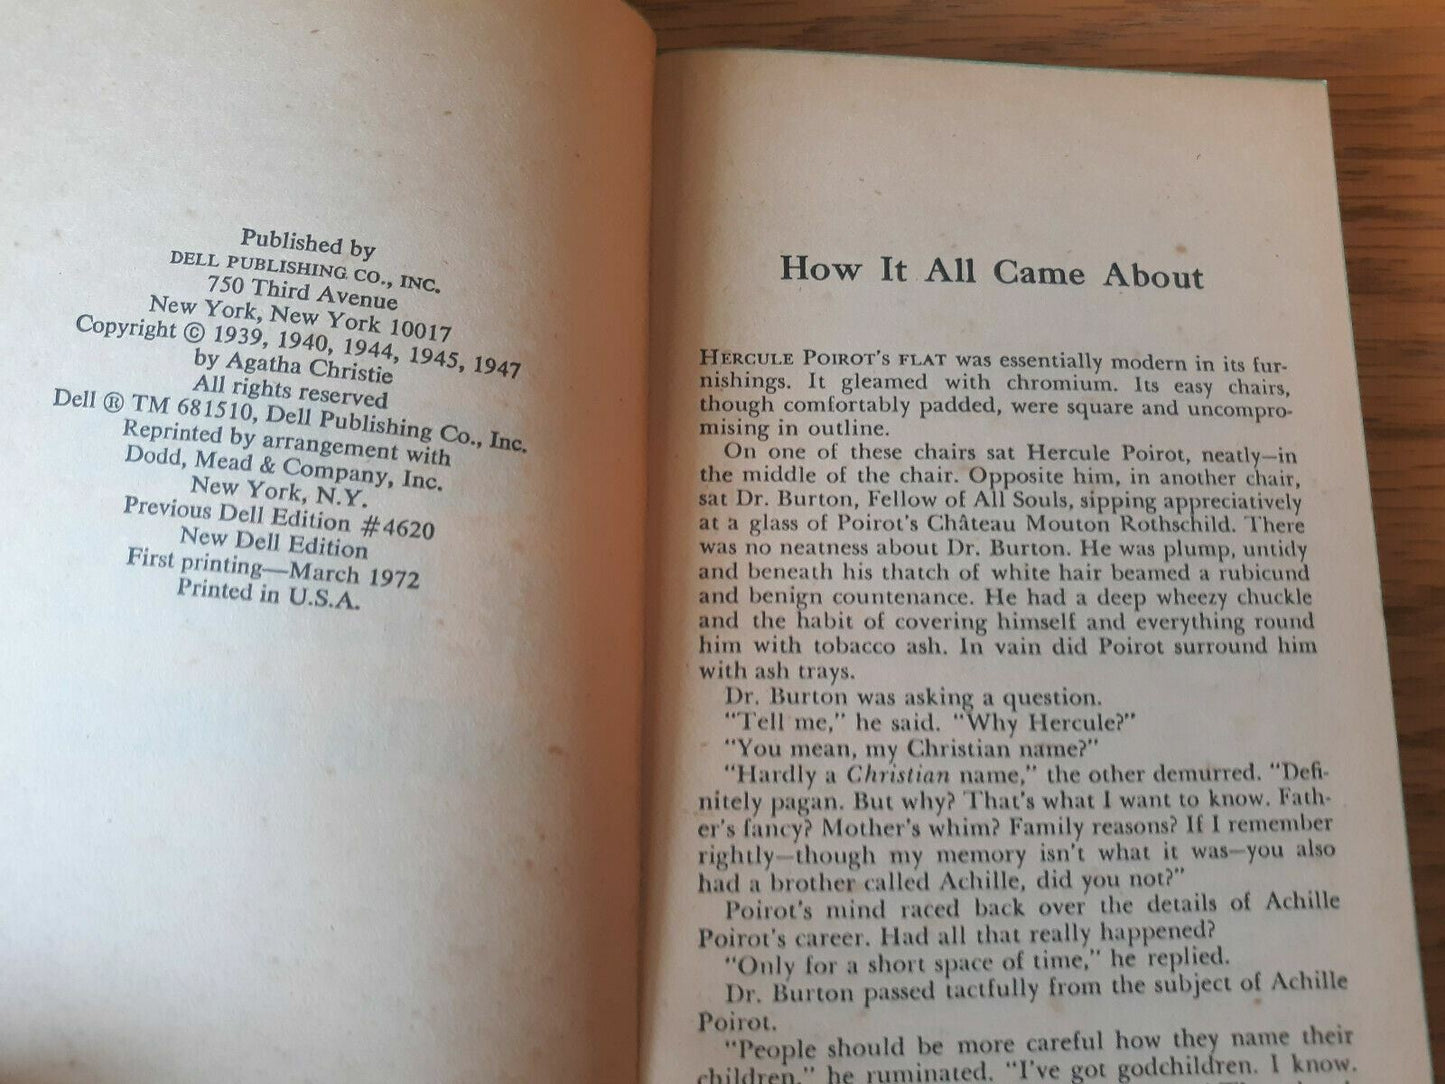 Published by
DELL PUBLISHING CO., INC.
750 Third Avenue
New York, New York 10017
Copyright © 1939, 1940, 1944, 1945, 1947
by Agatha Christie
All rights reserved
Dell ® TM 681510, Dell Publishing Co., Inc.
Reprinted by arrangement with
Dodd, Mead & Company, Inc.
New York, N.Y.
Previous Dell Edition #4620
New Dell Edition
First printing—March 1972
Printed in U.S.A.
How It All Came About
HERCULE POIROT'S FLAT was essentially modern in its fur-
nishings. It gleamed with chromium. Its easy chairs,
though comfortably padded, were square and uncompro-
mising in outline.
On one of these chairs sat Hercule Poirot, neatly—in
the middle of the chair. Opposite him, in another chair,
sat Dr. Burton, Fellow of All Souls, sipping appreciatively
at a glass of Poirot's Château Mouton Rothschild. There
was no neatness about Dr. Burton. He was plump, untidy
and beneath his thatch of white hair beamed a rubicund
and benign countenance. He had a deep wheezy chuckle
and the habit of covering himself and everything round
him with tobacco ash. In vain did Poirot surround him
with ash trays.
Dr. Burton was asking a question.
"Tell me," he said. "Why Hercule?"
"You mean, my Christian name?"
"Hardly a Christian name," the other demurred. "Defi-
nitely pagan. But why? That's what I want to know. Fath-
er's fancy? Mother's whim? Family reasons? If I remember
rightly—though my memory isn't what it was—you also
had a brother called Achille, did you not?"
Poirot's mind raced back over the details of Achille
Poirot's career. Had all that really happened?
"Only for a short space of time," he replied.
Dr. Burton passed tactfully from the subject of Achille
Poirot.
"People should be more careful how they name their
children," he ruminated. "I've got godchildren. I know.